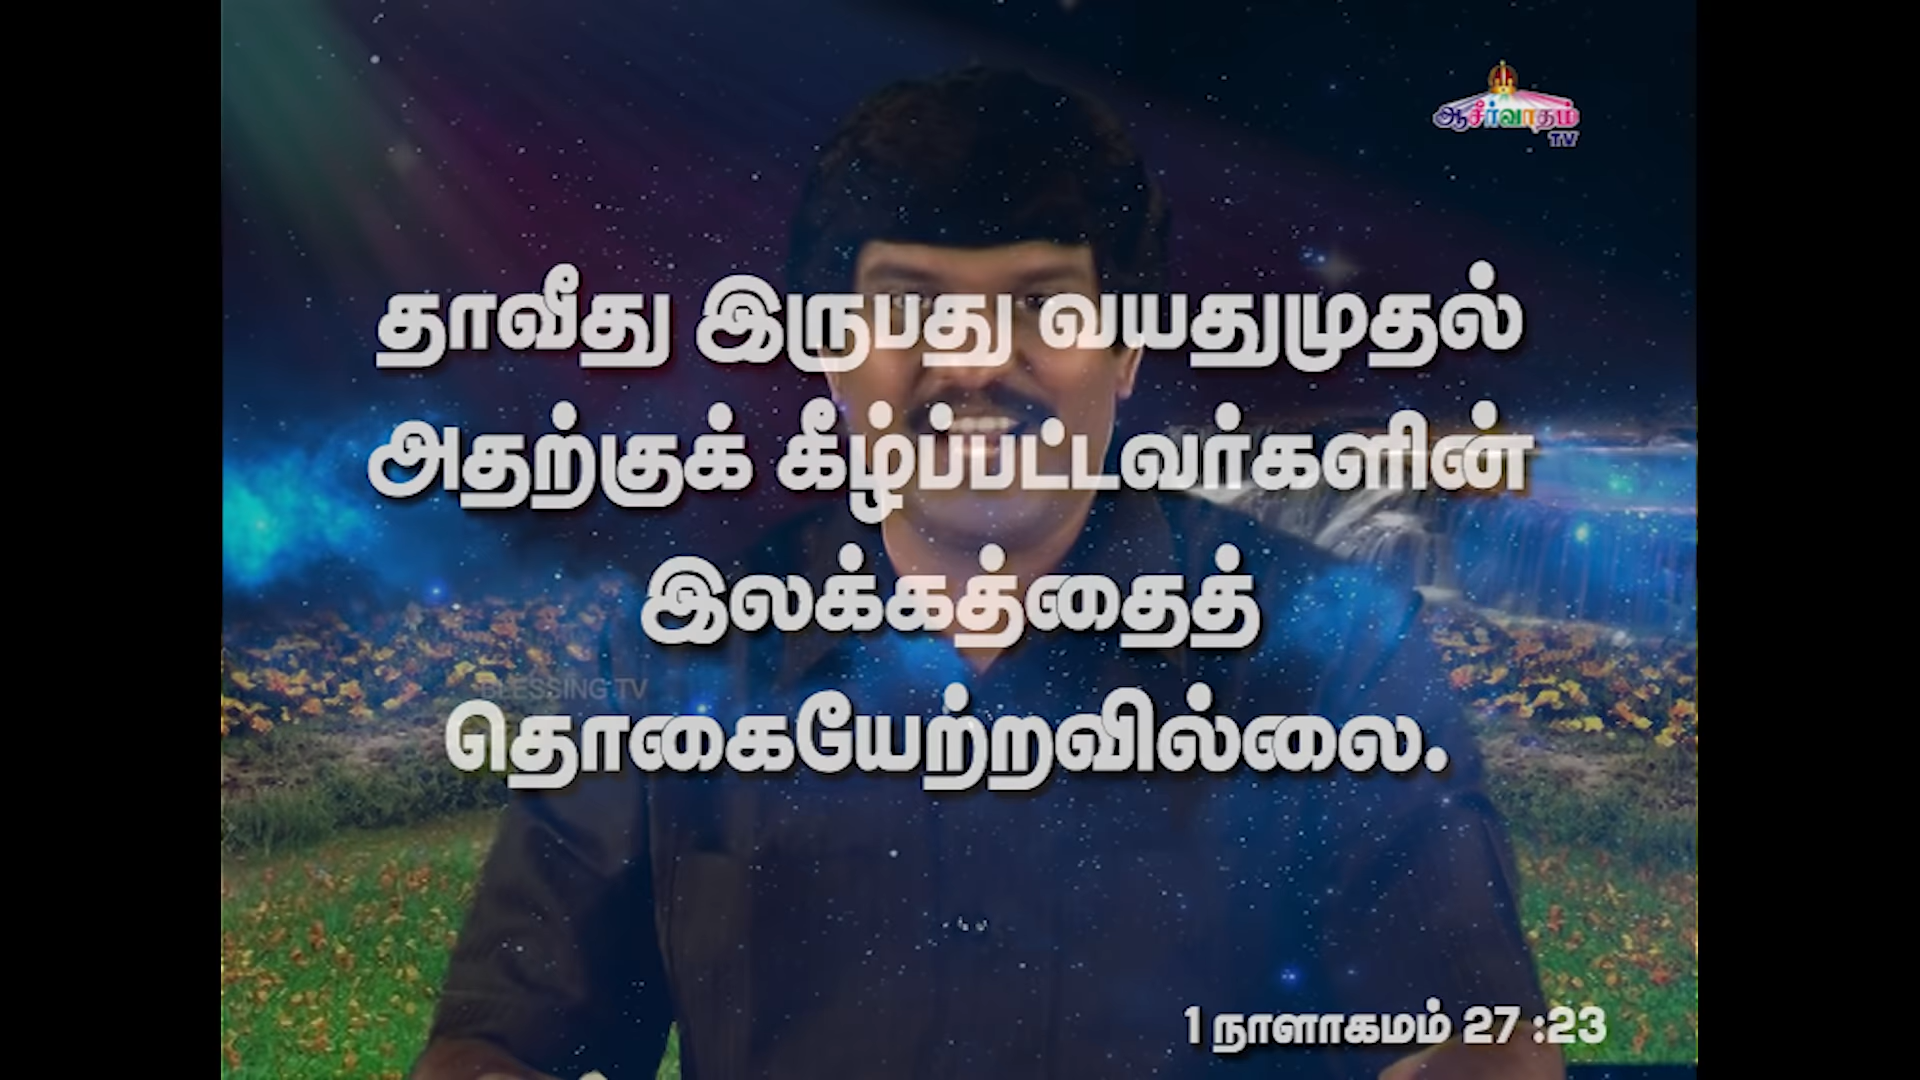 ஆசீர்வாதம்
TV
தாவீது இருபது வயதுமுதல்
அதற்குக் கீழ்ப்பட்டவர்களின்
இலக்கத்தைத்
BLESSING TV
தொகையேற்றவில்லை.
1 நாளாகமம் 27 :23